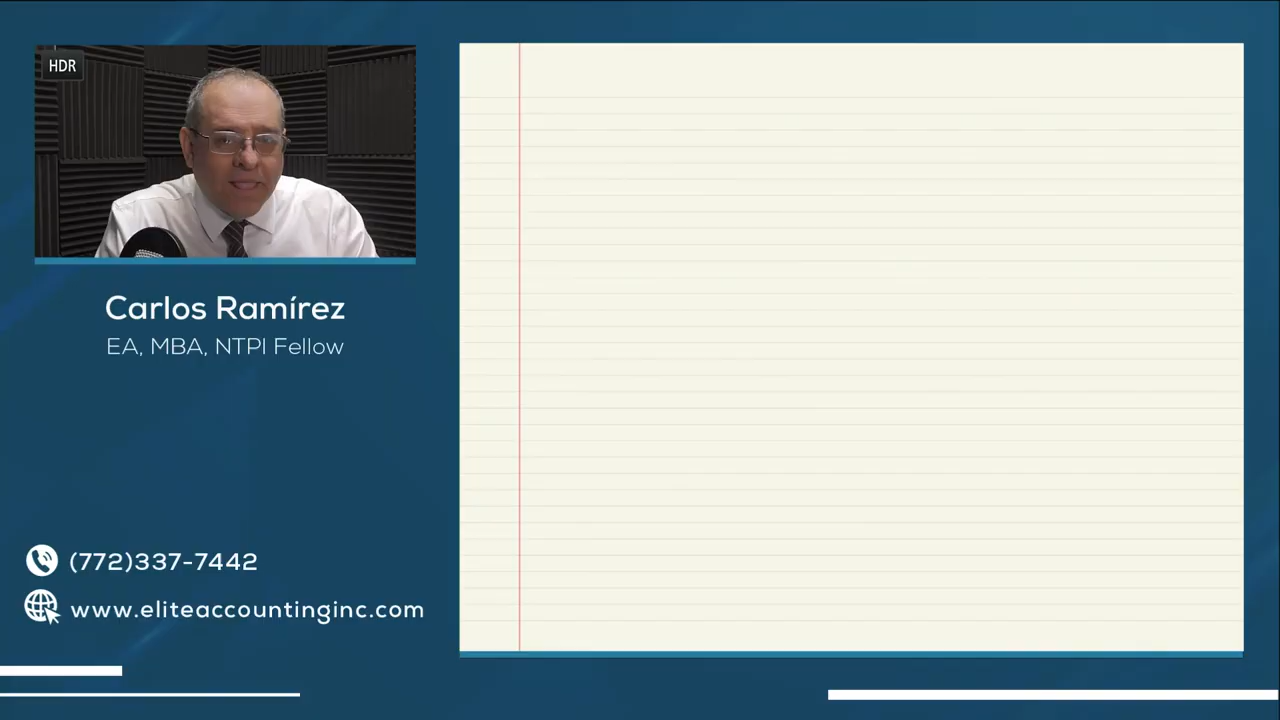 HDR
Carlos Ramírez
EA, MBA, NTPI Fellow
(772)337-7442
www.eliteaccountinginc.com